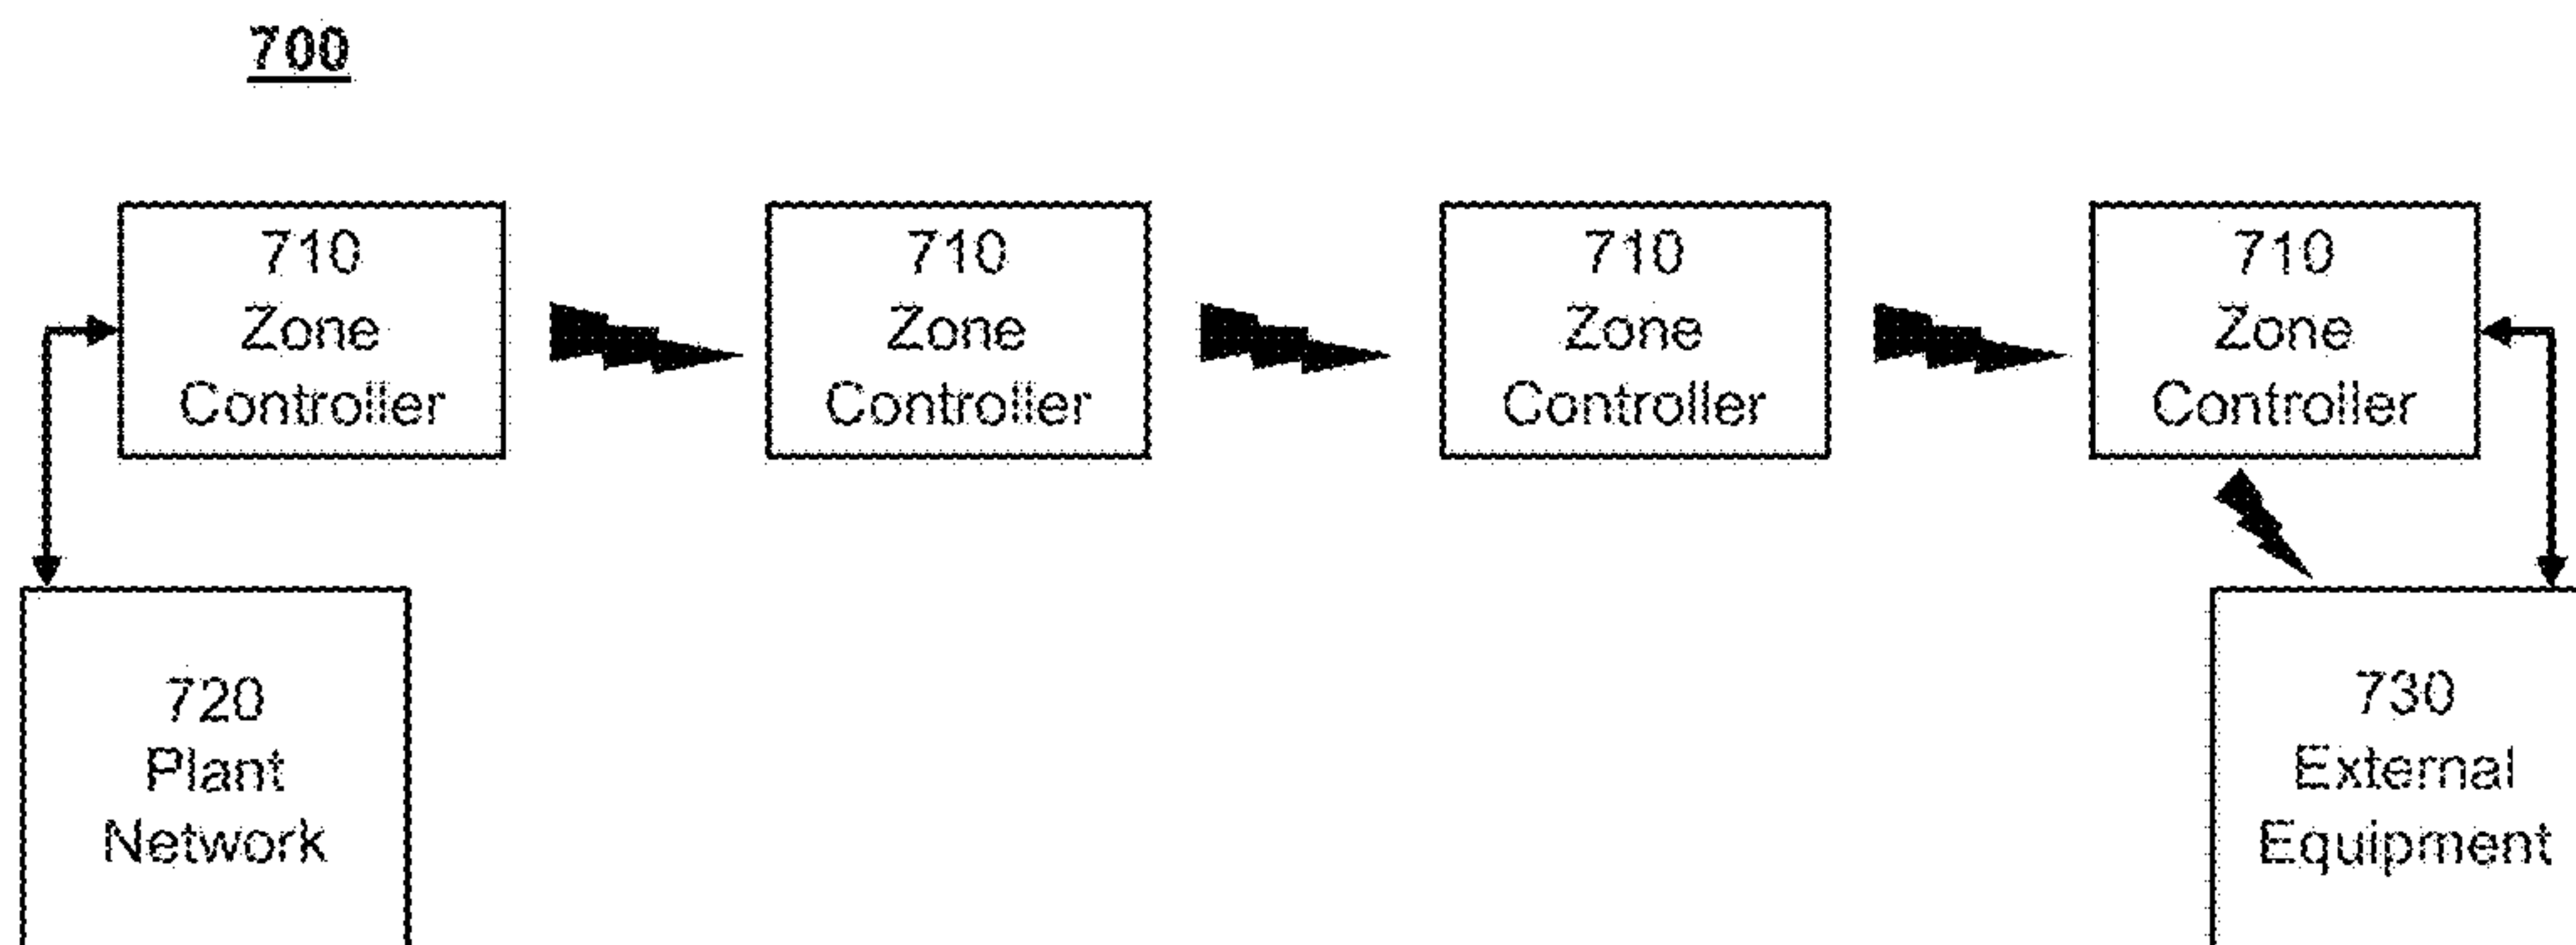 700
710
Zone
Controller
710
Zone
Controller
710
Zone
Controller
710
Zone
Controller
720
Plant
Network
730
External
Equipment